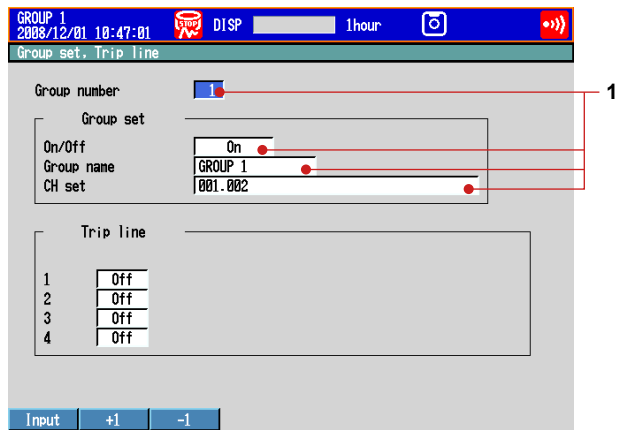 GROUP 1
2008/12/01 10:47:01
STOP
DISP
1hour
Group set, Trip line
Group number 1
1
Group set
On/Off On
Group name GROUP 1
CH set 001.002
Trip line
1 Off
2 Off
3 Off
4 Off
Input +1 -1